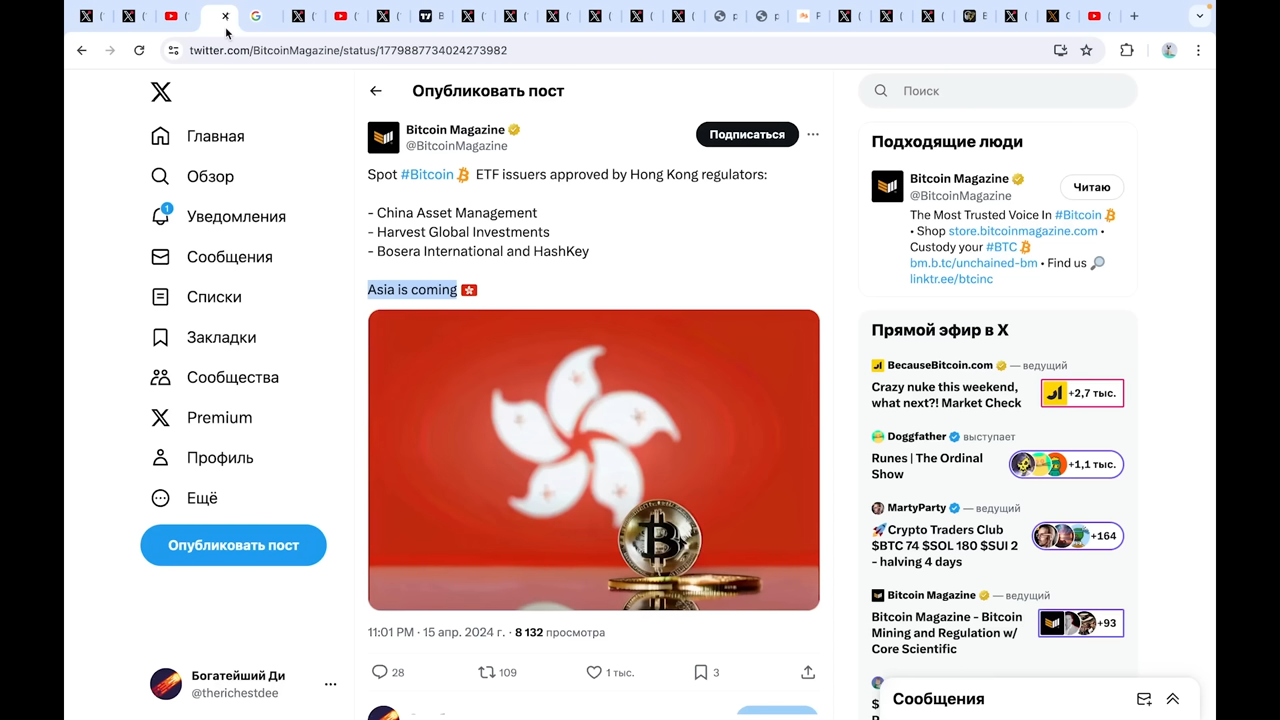 twitter.com/BitcoinMagazine/status/1779887734024273982
Главная
Обзор
1
Уведомления
Сообщения
Списки
Закладки
Сообщества
Premium
Профиль
Ещё
Опубликовать пост
Богатейший Ди
@therichestdee
Опубликовать пост
Bitcoin Magazine
@BitcoinMagazine
Подписаться
Spot #Bitcoin ETF issuers approved by Hong Kong regulators:
- China Asset Management
- Harvest Global Investments
- Bosera International and HashKey
Asia is coming
11:01 PM · 15 апр. 2024 г. · 8 132 просмотра
28
109
1 тыс.
3
Поиск
Подходящие люди
Bitcoin Magazine
@BitcoinMagazine
Читаю
The Most Trusted Voice In #Bitcoin
• Shop store.bitcoinmagazine.com •
Custody your #BTC
bm.b.tc/unchained-bm • Find us
linktr.ee/btcinc
Прямой эфир в X
BecauseBitcoin.com — ведущий
Crazy nuke this weekend,
what next?! Market Check
+2,7 тыс.
Doggfather выступает
Runes | The Ordinal
Show
+1,1 тыс.
MartyParty — ведущий
Crypto Traders Club
$BTC 74 $SOL 180 $SUI 2
- halving 4 days
+164
Bitcoin Magazine — ведущий
Bitcoin Magazine - Bitcoin
Mining and Regulation w/
Core Scientific
+93
Сообщения